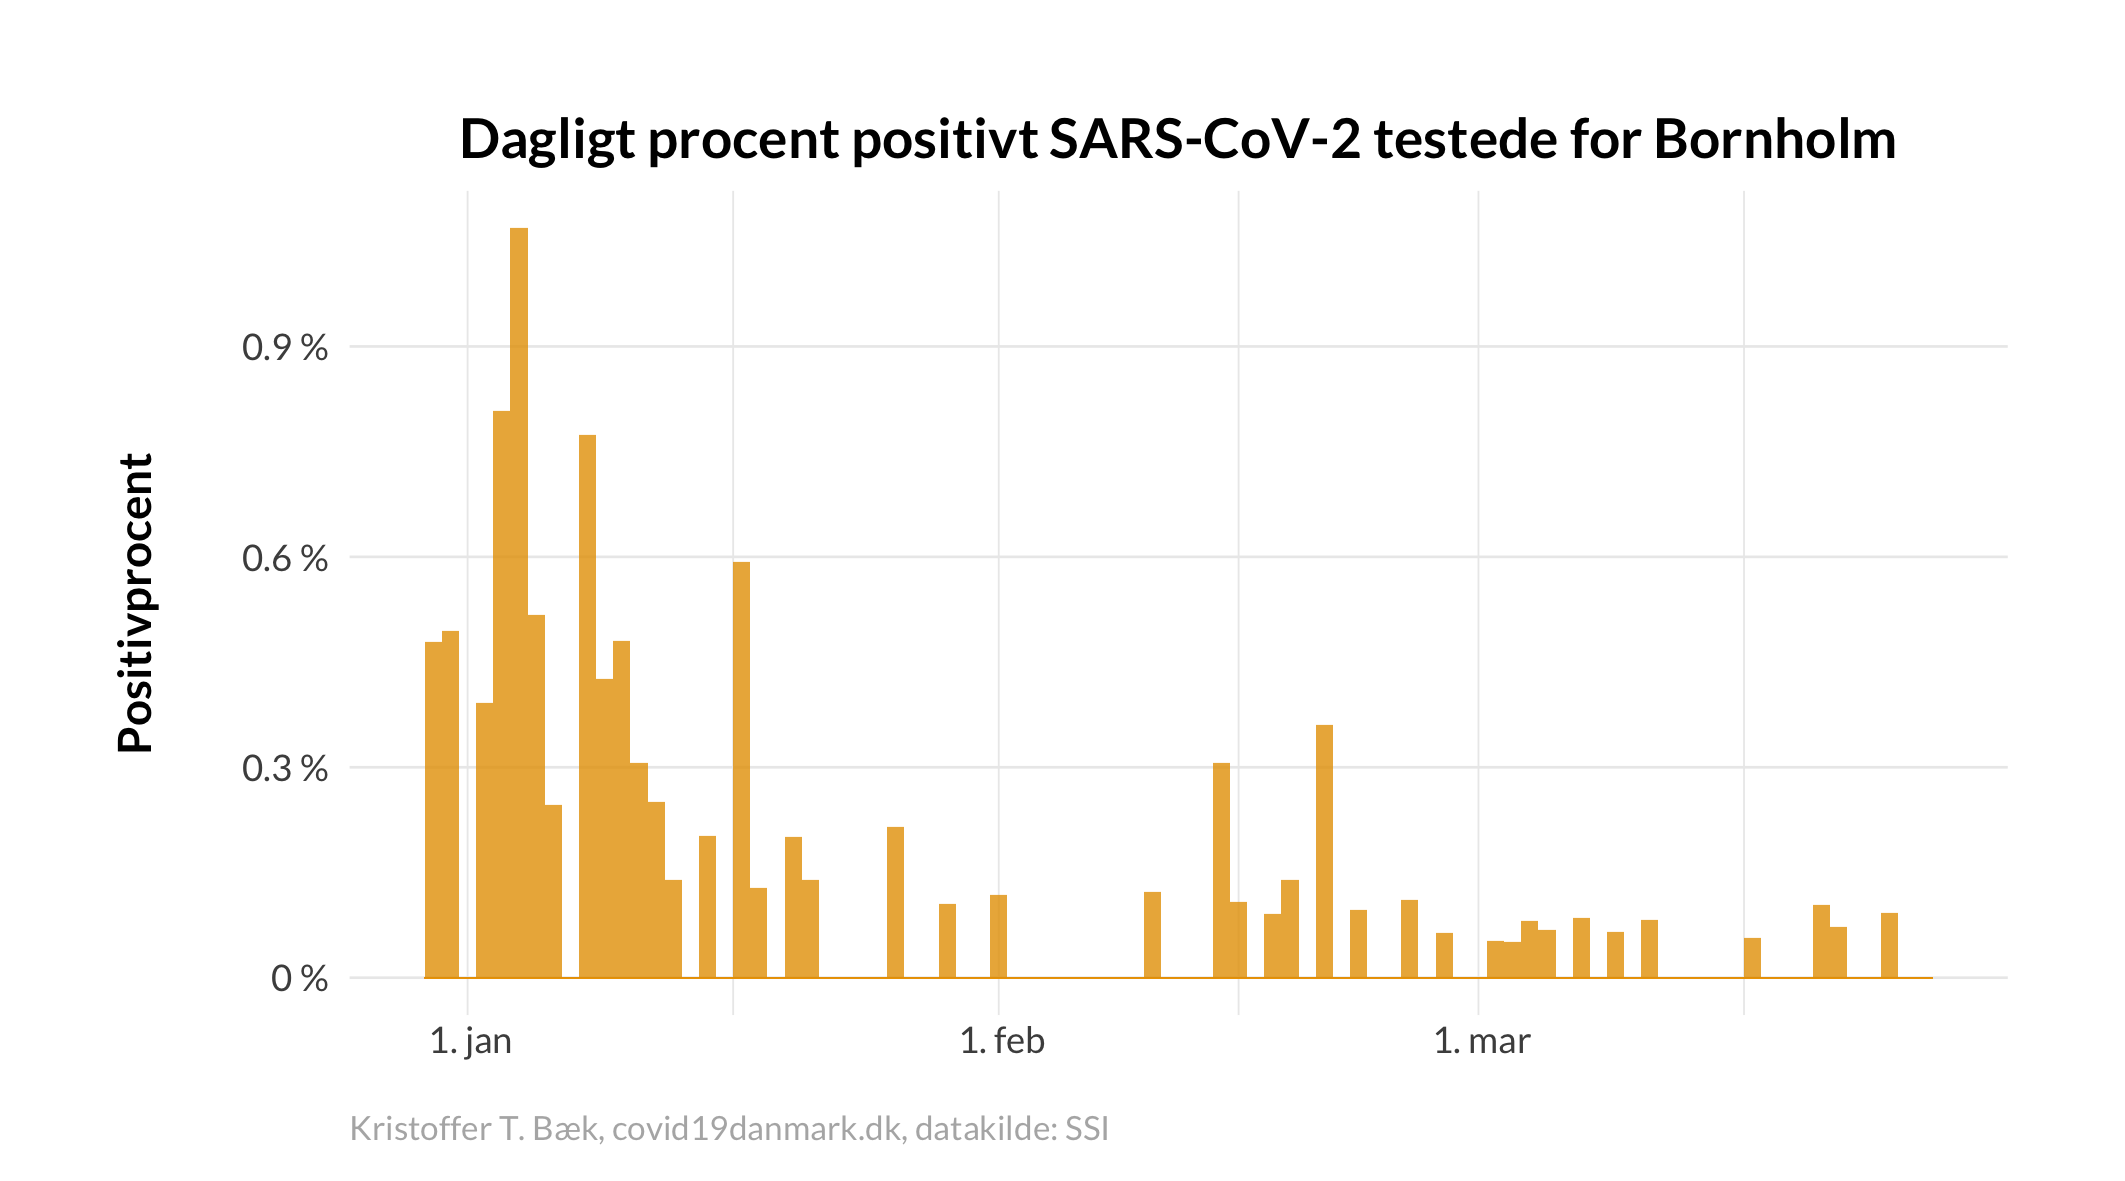 Dagligt procent positivt SARS-CoV-2 testede for Bornholm
Positivprocent
0.9 %
0.6 %
0.3 %
0 %
1. jan
1. feb
1. mar
Kristoffer T. Bæk, covid19danmark.dk, datakilde: SSI